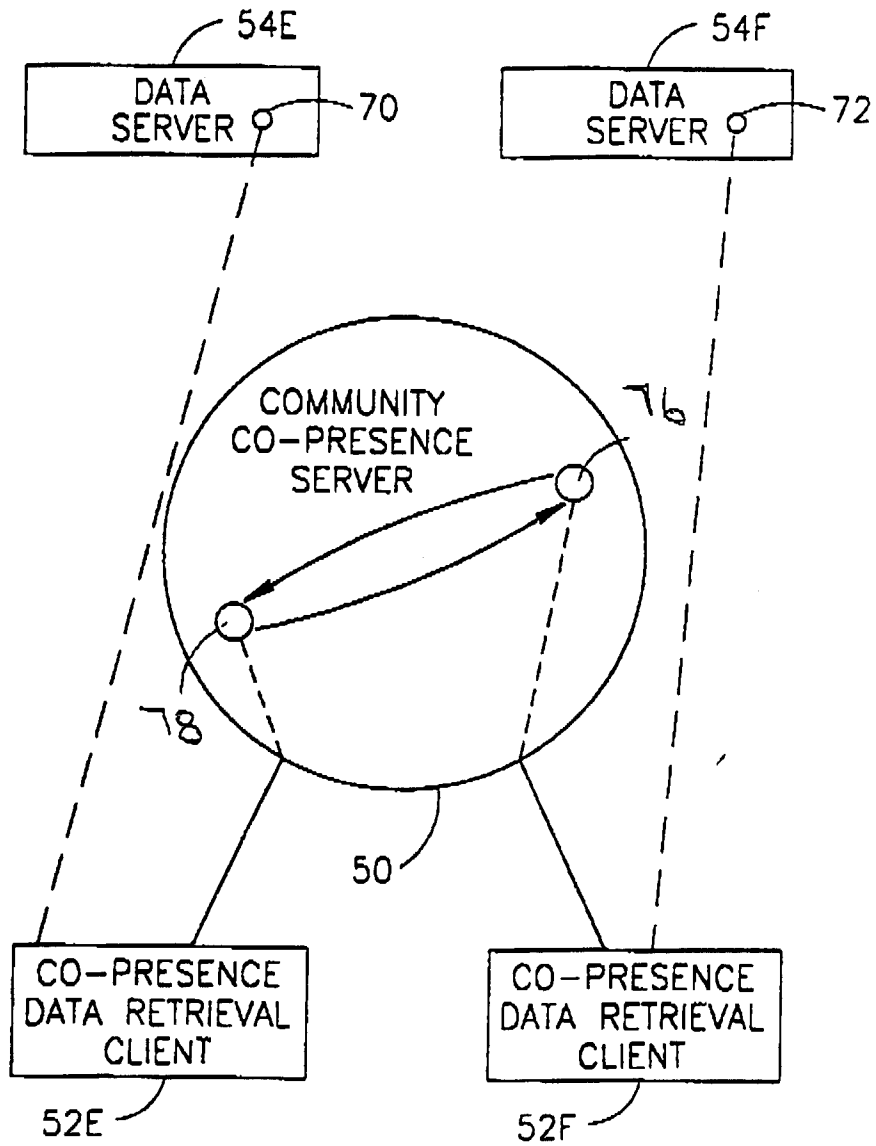 54E
54F
DATA
SERVER
70
DATA
SERVER
72
COMMUNITY
CO-PRESENCE
SERVER
76
78
50
CO-PRESENCE
DATA RETRIEVAL
CLIENT
CO-PRESENCE
DATA RETRIEVAL
CLIENT
52E
52F